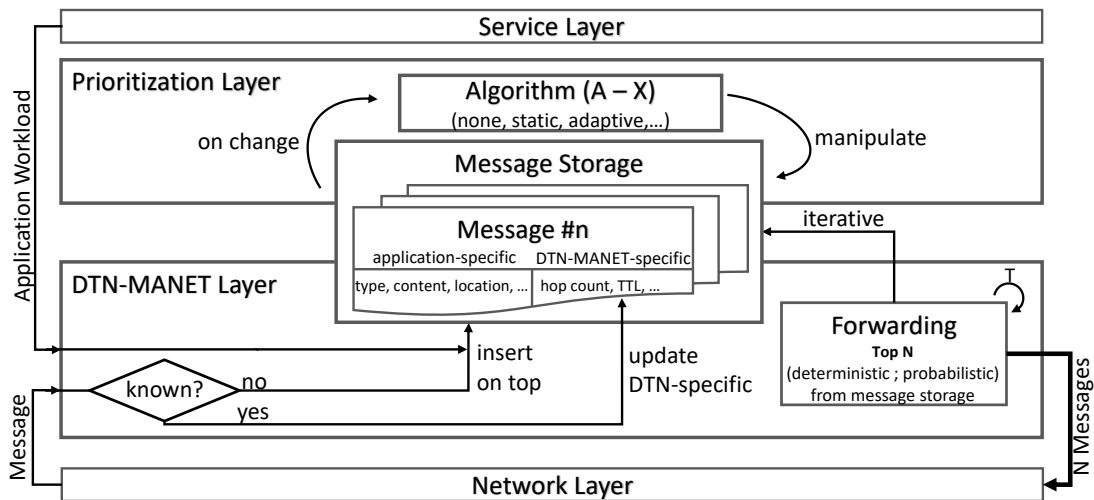 Service Layer
Prioritization Layer
Algorithm (A – X)
(none, static, adaptive,...)
on change
manipulate
Message Storage
Message #n
application-specific
DTN-MANET-specific
type, content, location, ...
hop count, TTL, ...
iterative
Application Workload
DTN-MANET Layer
T
Forwarding
Top N
(deterministic ; probabilistic)
from message storage
insert
on top
update
DTN-specific
known?
no
yes
Message
N Messages
Network Layer